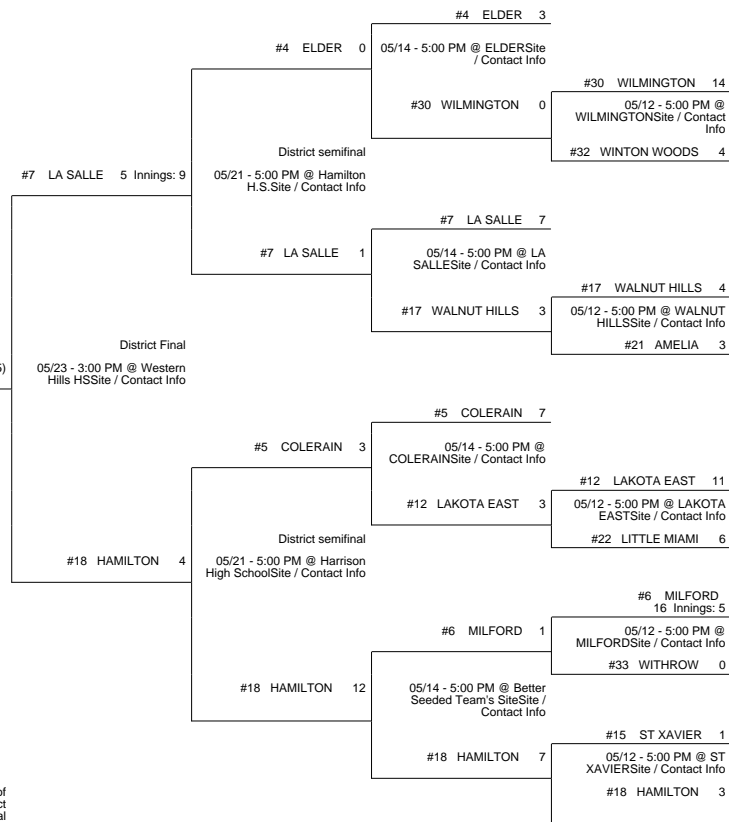 #4 ELDER 3
#4 ELDER 0
05/14 - 5:00 PM @ ELDERSite
/ Contact Info
#30 WILMINGTON 14
#30 WILMINGTON 0
05/12 - 5:00 PM @
WILMINGTONSite / Contact
Info
District semifinal
#32 WINTON WOODS 4
#7 LA SALLE 5 Innings: 9
05/21 - 5:00 PM @ Hamilton
H.S.Site / Contact Info
#7 LA SALLE 7
#7 LA SALLE 1
05/14 - 5:00 PM @ LA
SALLESite / Contact Info
#17 WALNUT HILLS 4
#17 WALNUT HILLS 3
05/12 - 5:00 PM @ WALNUT
HILLSSite / Contact Info
#21 AMELIA 3
District Final
05/23 - 3:00 PM @ Western
Hills HSSite / Contact Info
#5 COLERAIN 7
#5 COLERAIN 3
05/14 - 5:00 PM @
COLERAINSite / Contact Info
#12 LAKOTA EAST 11
#12 LAKOTA EAST 3
05/12 - 5:00 PM @ LAKOTA
EASTSite / Contact Info
#22 LITTLE MIAMI 6
District semifinal
#18 HAMILTON 4
05/21 - 5:00 PM @ Harrison
High SchoolSite / Contact Info
#6 MILFORD
16 Innings: 5
#6 MILFORD 1
05/12 - 5:00 PM @
MILFORDSite / Contact Info
#33 WITHROW 0
#18 HAMILTON 12
05/14 - 5:00 PM @ Better
Seeded Team's SiteSite /
Contact Info
#15 ST XAVIER 1
#18 HAMILTON 7
05/12 - 5:00 PM @ ST
XAVIERSite / Contact Info
#18 HAMILTON 3
of